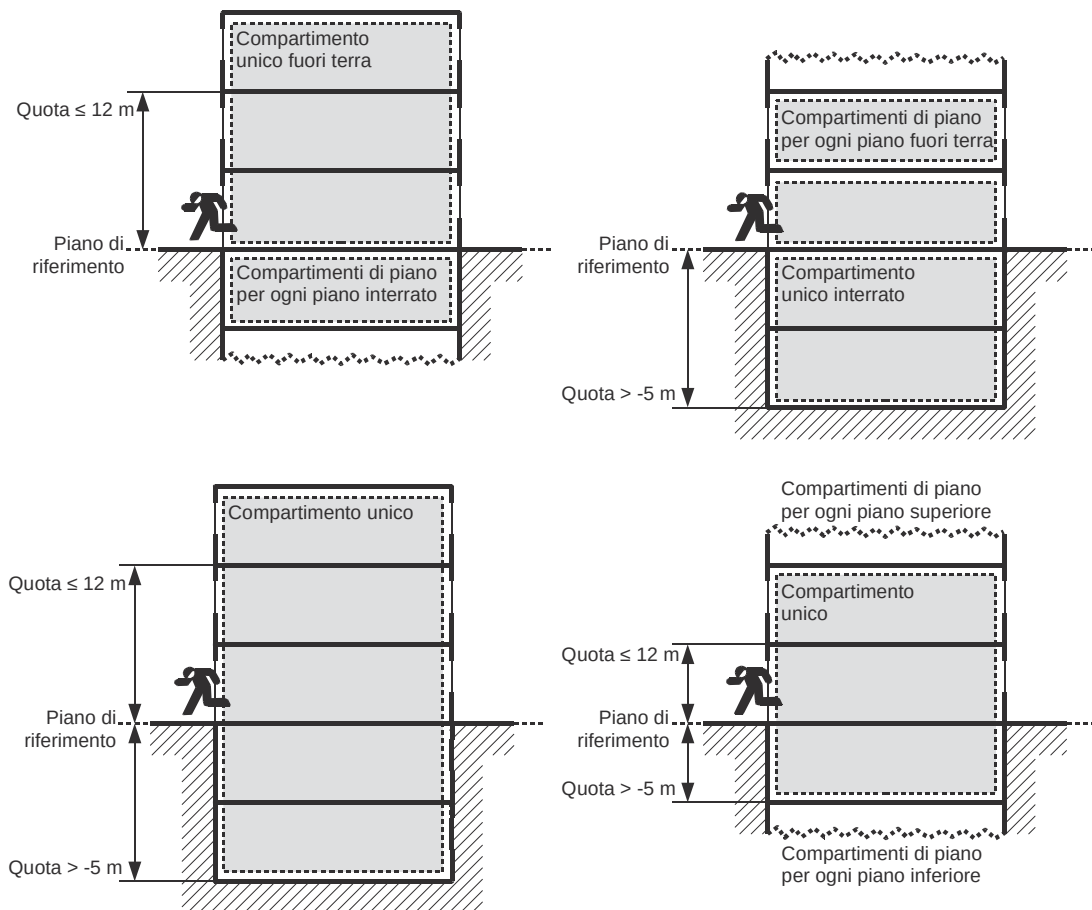 Compartimento
unico fuori terra
Quota ≤ 12 m
Piano di
riferimento
Compartimenti di piano
per ogni piano interrato
Compartimenti di piano
per ogni piano fuori terra
Piano di
riferimento
Compartimento
unico interrato
Quota > -5 m
Compartimento unico
Quota ≤ 12 m
Piano di
riferimento
Quota > -5 m
Compartimenti di piano
per ogni piano superiore
Compartimento
unico
Quota ≤ 12 m
Piano di
riferimento
Quota > -5 m
Compartimenti di piano
per ogni piano inferiore